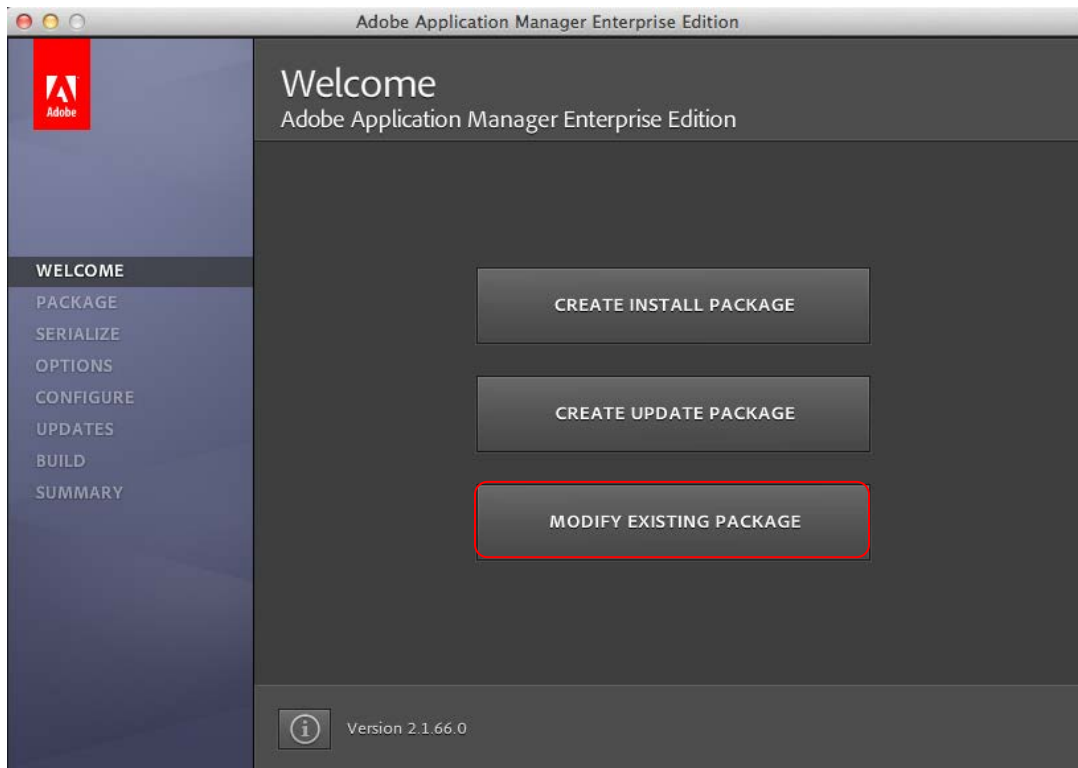 Adobe Application Manager Enterprise Edition
Adobe
Welcome
Adobe Application Manager Enterprise Edition
WELCOME
PACKAGE
SERIALIZE
OPTIONS
CONFIGURE
UPDATES
BUILD
SUMMARY
CREATE INSTALL PACKAGE
CREATE UPDATE PACKAGE
MODIFY EXISTING PACKAGE
Version 2.1.66.0